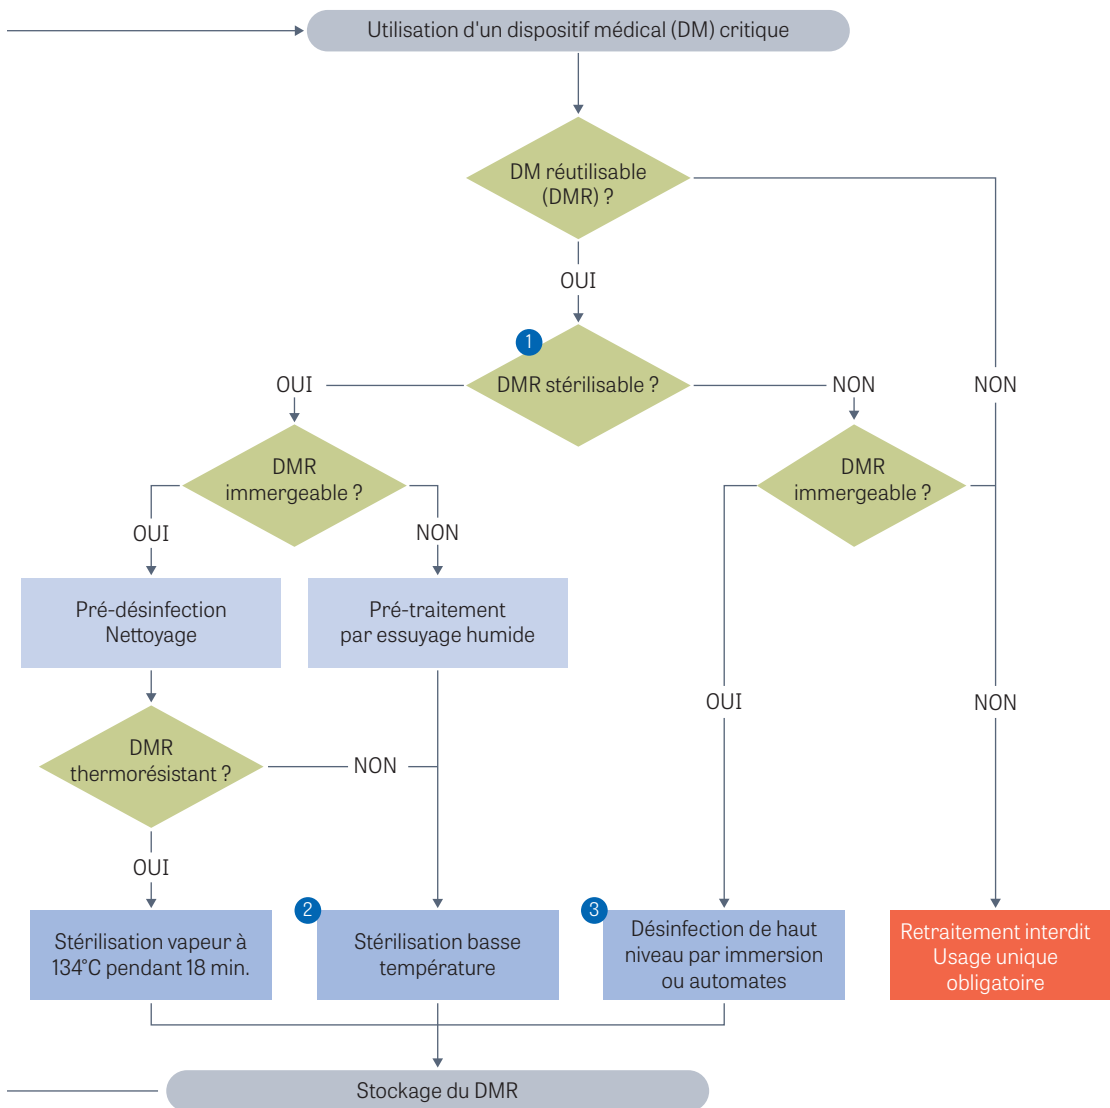 Utilisation d'un dispositif médical (DM) critique
DM réutilisable
(DMR) ?
OUI
1
DMR stérilisable ?
OUI
NON
NON
DMR
immergeable ?
DMR
immergeable ?
OUI
NON
Pré-désinfection
Nettoyage
Pré-traitement
par essuyage humide
OUI
NON
DMR
thermorésistant ?
NON
OUI
Stérilisation vapeur à
134°C pendant 18 min.
2
Stérilisation basse
température
3
Désinfection de haut
niveau par immersion
ou automates
Retraitement interdit
Usage unique
obligatoire
Stockage du DMR